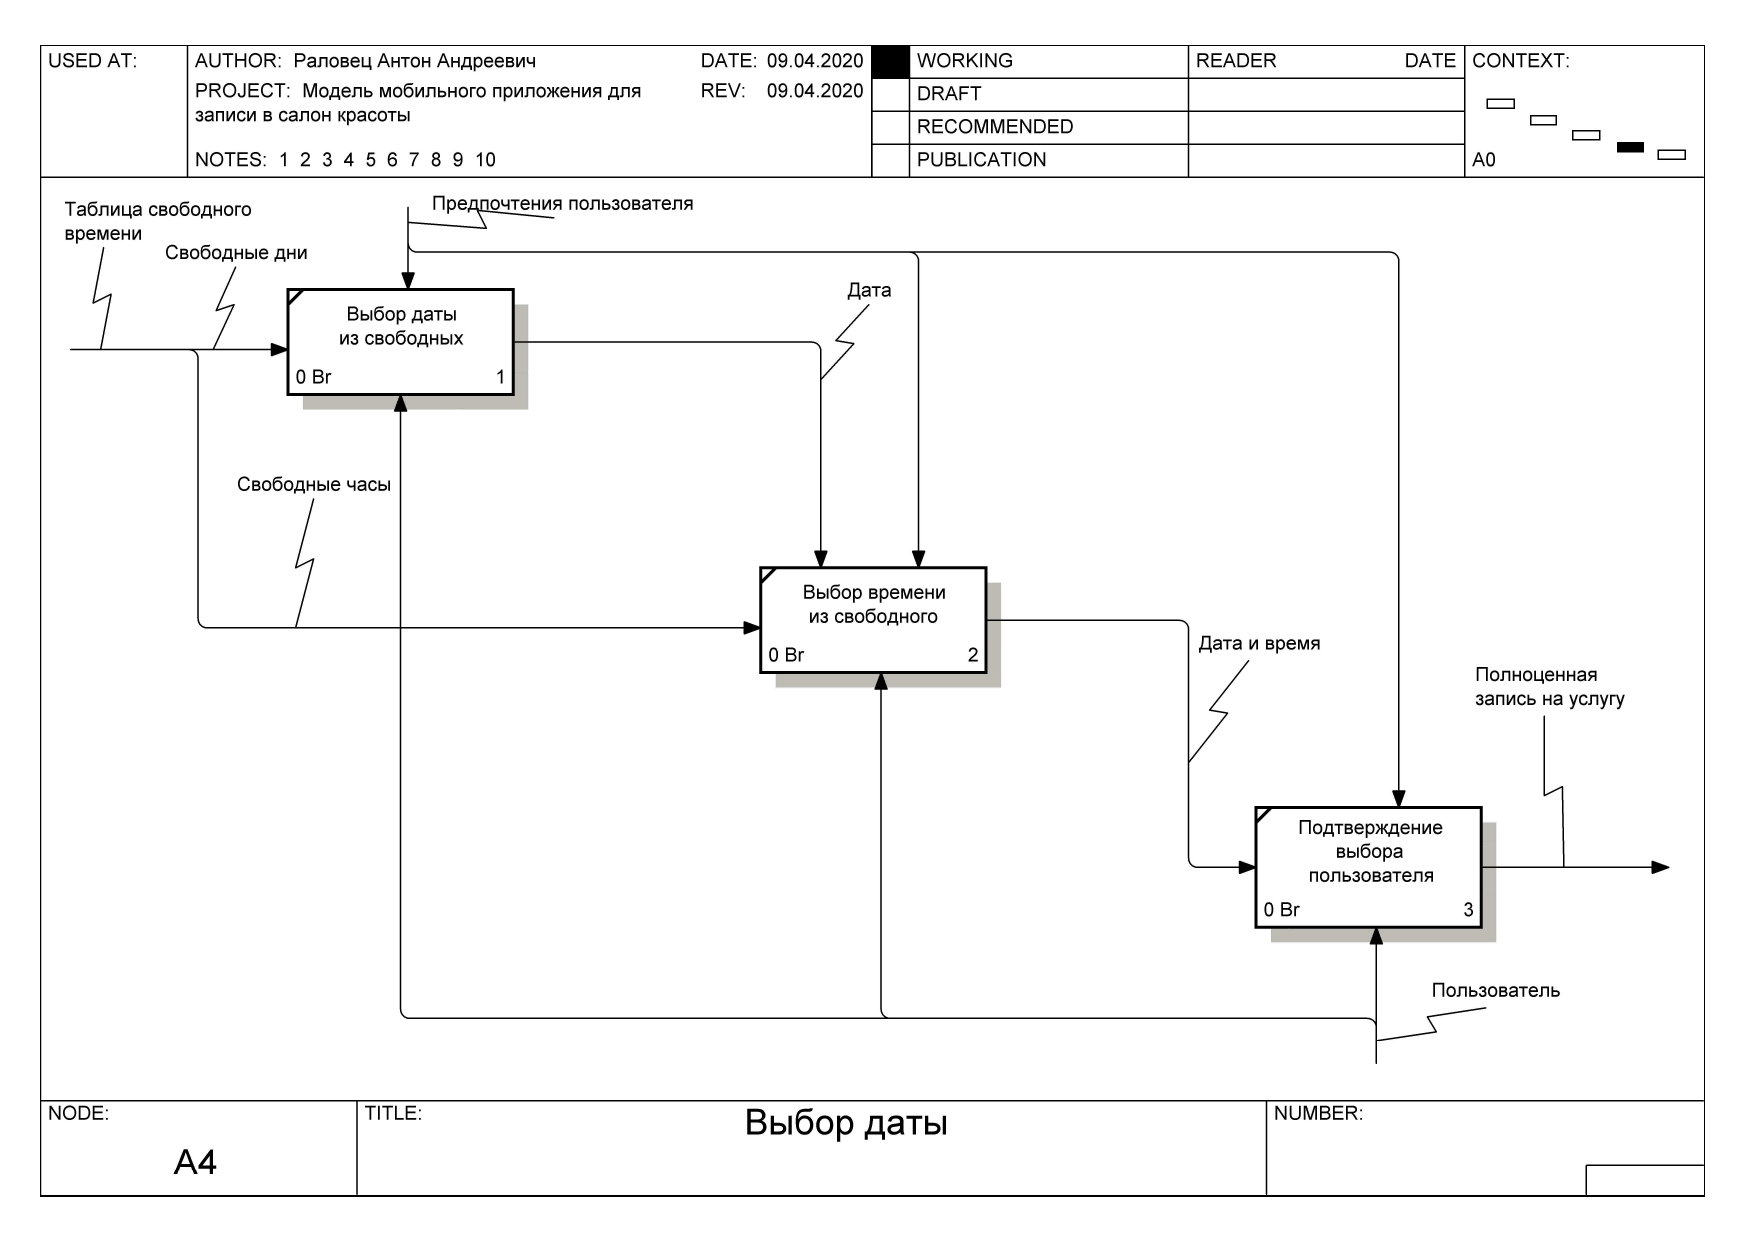 USED AT:
AUTHOR: Раловец Антон Андреевич
DATE: 09.04.2020
PROJECT: Модель мобильного приложения для
записи в салон красоты
REV: 09.04.2020
NOTES: 1 2 3 4 5 6 7 8 9 10
WORKING
DRAFT
RECOMMENDED
PUBLICATION
READER DATE
CONTEXT:
A0
Таблица свободного
времени
Свободные дни
Предпочтения пользователя
Выбор даты
из свободных
0 Br 1
Дата
Свободные часы
Выбор времени
из свободного
0 Br 2
Дата и время
Полноценная
запись на услугу
Подтверждение
выбора
пользователя
0 Br 3
Пользователь
NODE:
A4
TITLE:
Выбор даты
NUMBER: